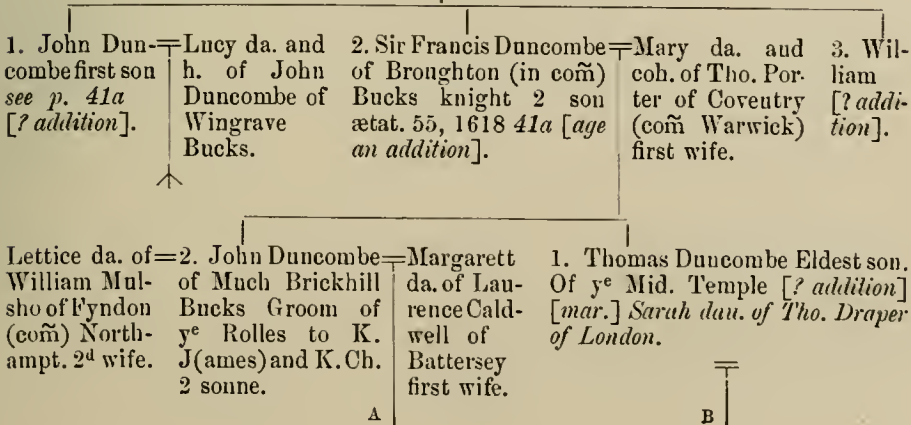 1. John Dun-
combe first son
see p. 41a
[? addition].
Lucy da. and
h. of John
Duncombe of
Wingrave
Bucks.
2. Sir Francis Duncombe
of Broughton (in com̃)
Bucks knight 2 son
ætat. 55, 1618 41a [age
an addition].
Mary da. and
coh. of Tho. Por-
ter of Coventry
(com̃ Warwick)
first wife.
3. Wil-
liam
[? addi-
tion].
Lettice da. of
William Mul-
sho of Fyndon
(com̃) North-
ampt. 2d wife.
2. John Duncombe
of Much Brickhill
Bucks Groom of
ye Rolles to K.
J(ames) and K. Ch.
2 sonne.
Margarett
da. of Lau-
rence Cald-
well of
Battersey
first wife.
1. Thomas Duncombe Eldest son.
Of ye Mid. Temple [? addition]
[mar.] Sarah dau. of Tho. Draper
of London.
A
B